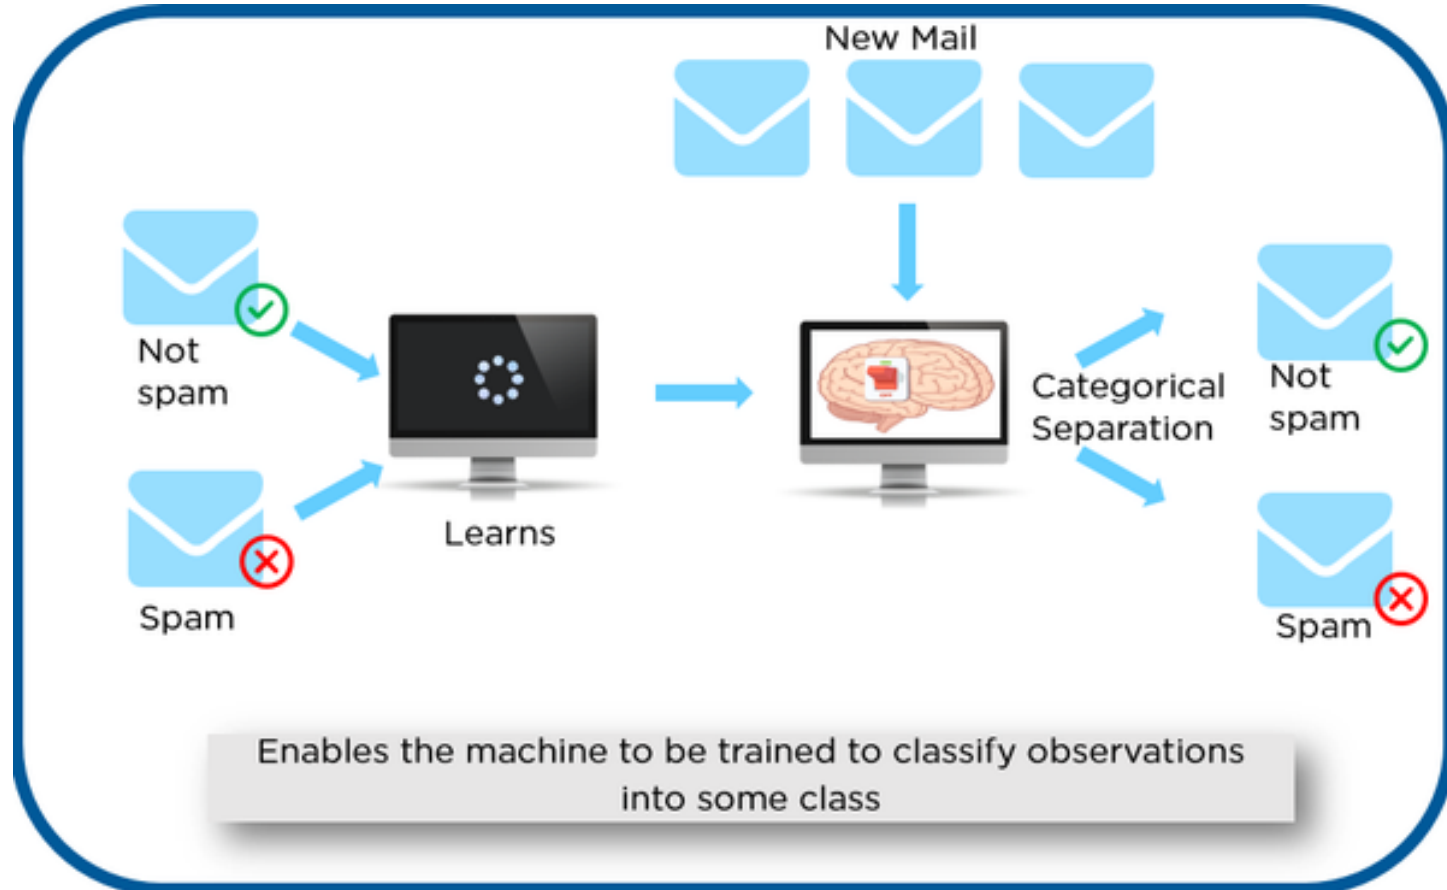 New Mail
Not
spam
Spam
Learns
Categorical
Separation
Not
spam
Spam
Enables the machine to be trained to classify observations
into some class